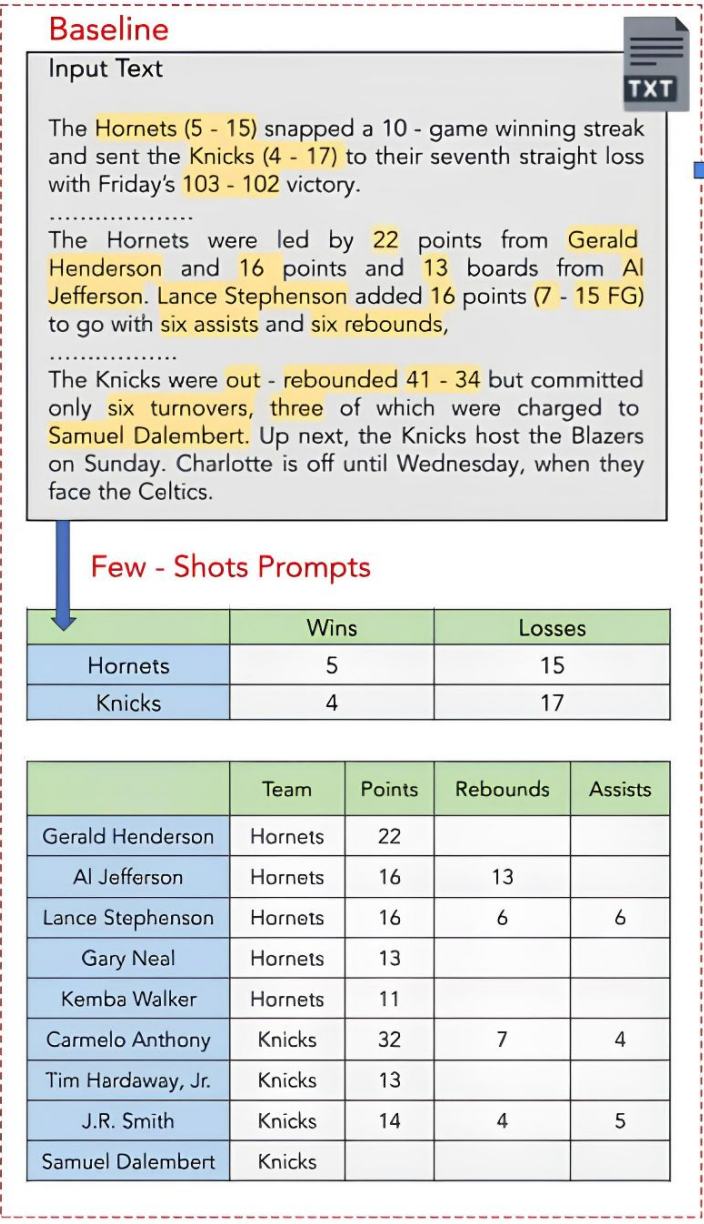 Baseline
Input Text
TXT
The Hornets (5 - 15) snapped a 10 - game winning streak
and sent the Knicks (4 - 17) to their seventh straight loss
with Friday's 103 - 102 victory.
...................
The Hornets were led by 22 points from Gerald
Henderson and 16 points and 13 boards from Al
Jefferson. Lance Stephenson added 16 points (7 - 15 FG)
to go with six assists and six rebounds,
.................
The Knicks were out - rebounded 41 - 34 but committed
only six turnovers, three of which were charged to
Samuel Dalembert. Up next, the Knicks host the Blazers
on Sunday. Charlotte is off until Wednesday, when they
face the Celtics.
Few - Shots Prompts
Wins Losses
Hornets 5 15
Knicks 4 17
Team Points Rebounds Assists
Gerald Henderson Hornets 22
Al Jefferson Hornets 16 13
Lance Stephenson Hornets 16 6 6
Gary Neal Hornets 13
Kemba Walker Hornets 11
Carmelo Anthony Knicks 32 7 4
Tim Hardaway, Jr. Knicks 13
J.R. Smith Knicks 14 4 5
Samuel Dalembert Knicks